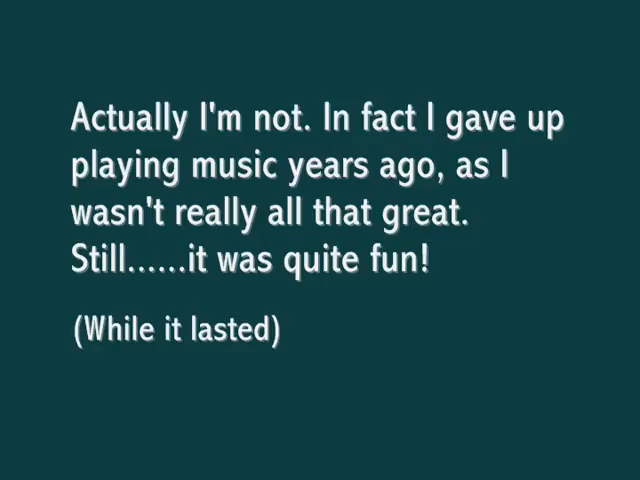 Actually I'm not. In fact I gave up
playing music years ago, as I
wasn't really all that great.
Still......it was quite fun!
(While it lasted)